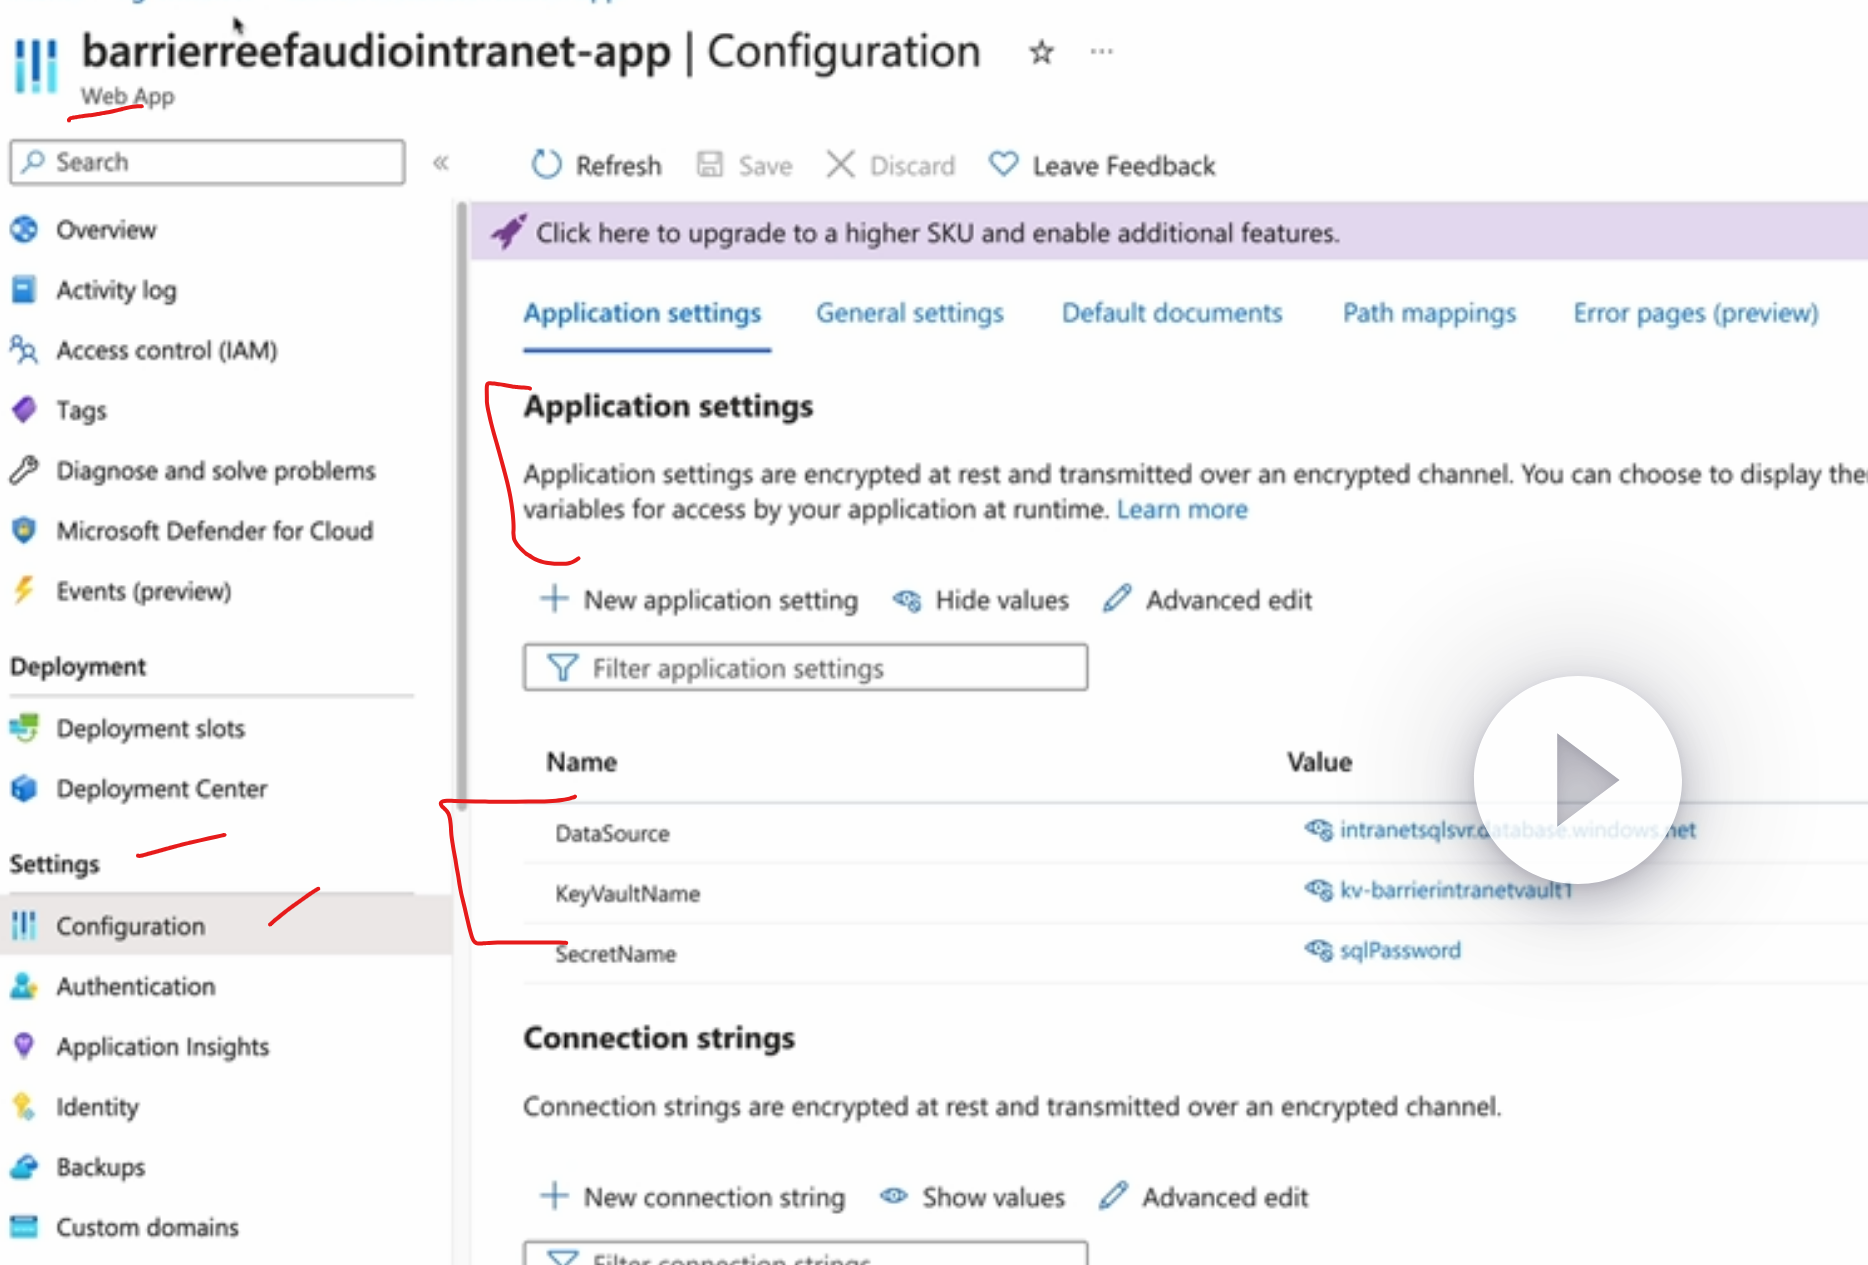 barrierreefaudiointranet-app | Configuration
Web App
Search
Refresh Save Discard Leave Feedback
Overview
Activity log
Access control (IAM)
Tags
Diagnose and solve problems
Microsoft Defender for Cloud
Events (preview)
Deployment
Deployment slots
Deployment Center
Settings
Configuration
Authentication
Application Insights
Identity
Backups
Custom domains
Click here to upgrade to a higher SKU and enable additional features.
Application settings General settings Default documents Path mappings Error pages (preview)
Application settings
Application settings are encrypted at rest and transmitted over an encrypted channel. You can choose to display
variables for access by your application at runtime. Learn more
New application setting Hide values Advanced edit
Filter application settings
Name Value
DataSource intranetsqlsvr.database.windows.net
KeyVaultName kv-barrierintranetvault1
SecretName sqlPassword
Connection strings
Connection strings are encrypted at rest and transmitted over an encrypted channel.
New connection string Show values Advanced edit
Filter connection strings